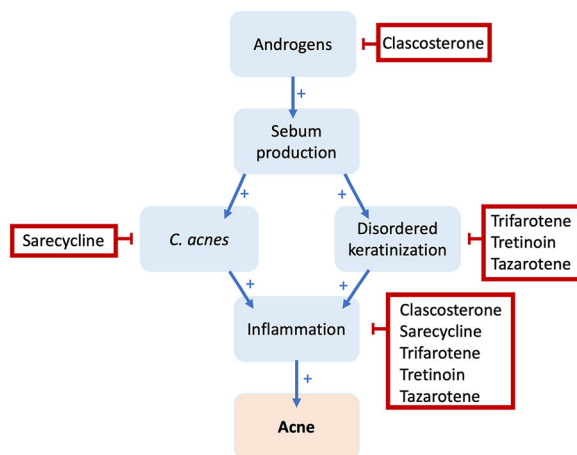 Androgens
Clascosterone
+
Sebum
production
+
+
Sarecycline
C. acnes
Disordered
keratinization
Trifarotene
Tretinoin
Tazarotene
+
+
Inflammation
Clascosterone
Sarecycline
Trifarotene
Tretinoin
Tazarotene
+
Acne